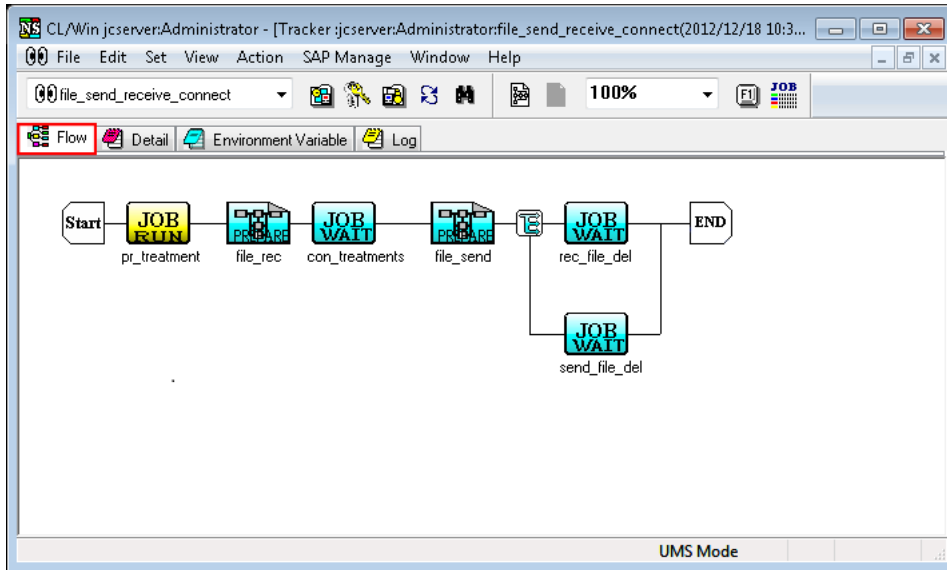 NS CL/Win jcserver:Administrator - [Tracker :jcserver:Administrator:file_send_receive_connect(2012/12/18 10:3...
File Edit Set View Action SAP Manage Window Help
file_send_receive_connect 100% F1 JOB
Flow Detail Environment Variable Log
Start JOB RUN PREPARE JOB WAIT PREPARE JOB WAIT END
pr_treatment file_rec con_treatments file_send rec_file_del
JOB WAIT
send_file_del
UMS Mode